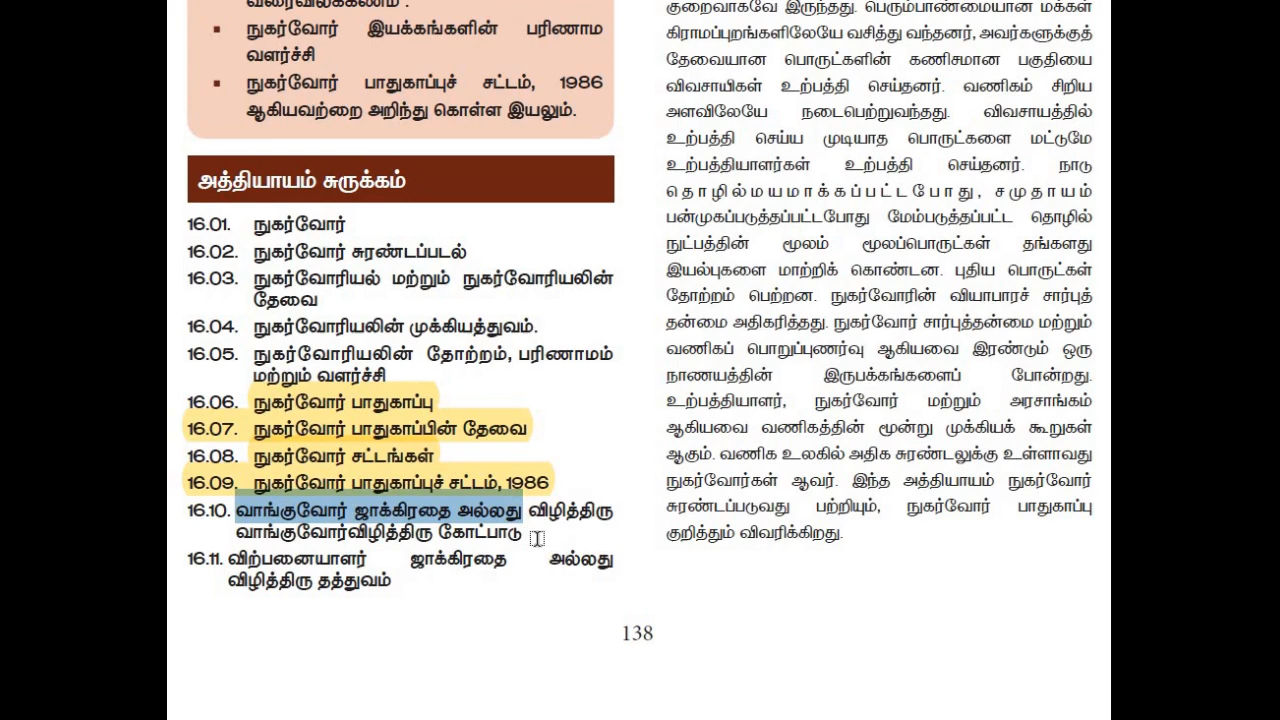 வரைவிலக்கணம் .
▪ நுகர்வோர் இயக்கங்களின் பரிணாம
வளர்ச்சி
▪ நுகர்வோர் பாதுகாப்புச் சட்டம், 1986
ஆகியவற்றை அறிந்து கொள்ள இயலும்.
அத்தியாயம் சுருக்கம்
16.01. நுகர்வோர்
16.02. நுகர்வோர் சுரண்டப்படல்
16.03. நுகர்வோரியல் மற்றும் நுகர்வோரியலின்
தேவை
16.04. நுகர்வோரியலின் முக்கியத்துவம்.
16.05. நுகர்வோரியலின் தோற்றம், பரிணாமம்
மற்றும் வளர்ச்சி
16.06. நுகர்வோர் பாதுகாப்பு
16.07. நுகர்வோர் பாதுகாப்பின் தேவை
16.08. நுகர்வோர் சட்டங்கள்
16.09. நுகர்வோர் பாதுகாப்புச் சட்டம், 1986
16.10. வாங்குவோர் ஜாக்கிரதை அல்லது விழித்திரு
வாங்குவோர்விழித்திரு கோட்பாடு
16.11. விற்பனையாளர் ஜாக்கிரதை அல்லது
விழித்திரு தத்துவம்
குறைவாகவே இருந்தது. பெரும்பாண்மையான மக்கள்
கிராமப்புறங்களிலேயே வசித்து வந்தனர், அவர்களுக்குத்
தேவையான பொருட்களின் கணிசமான பகுதியை
விவசாயிகள் உற்பத்தி செய்தனர். வணிகம் சிறிய
அளவிலேயே நடைபெற்றுவந்தது. விவசாயத்தில்
உற்பத்தி செய்ய முடியாத பொருட்களை மட்டுமே
உற்பத்தியாளர்கள் உற்பத்தி செய்தனர். நாடு
தொழில்மயமாக்கப்பட்டபோது, சமுதாயம்
பன்முகப்படுத்தப்பட்டபோது மேம்படுத்தப்பட்ட தொழில்
நுட்பத்தின் மூலம் மூலப்பொருட்கள் தங்களது
இயல்புகளை மாற்றிக் கொண்டன. புதிய பொருட்கள்
தோற்றம் பெற்றன. நுகர்வோரின் வியாபாரச் சார்புத்
தன்மை அதிகரித்தது. நுகர்வோர் சார்புத்தன்மை மற்றும்
வணிகப் பொறுப்புணர்வு ஆகியவை இரண்டும் ஒரு
நாணயத்தின் இருபக்கங்களைப் போன்றது.
உற்பத்தியாளர், நுகர்வோர் மற்றும் அரசாங்கம்
ஆகியவை வணிகத்தின் மூன்று முக்கியக் கூறுகள்
ஆகும். வணிக உலகில் அதிக சுரண்டலுக்கு உள்ளாவது
நுகர்வோர்கள் ஆவர். இந்த அத்தியாயம் நுகர்வோர்
சுரண்டப்படுவது பற்றியும், நுகர்வோர் பாதுகாப்பு
குறித்தும் விவரிக்கிறது.
138